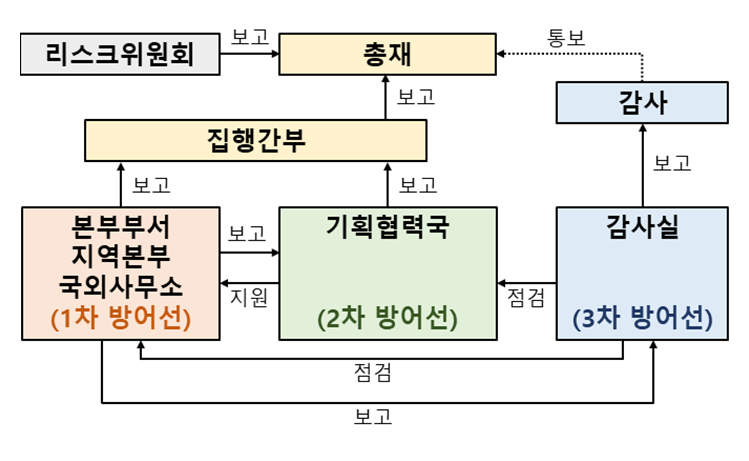 리스크위원회
보고
총재
통보
보고
감사
집행간부
보고
보고
보고
본부부서
지역본부
국외사무소
(1차 방어선)
보고
지원
기획협력국
(2차 방어선)
점검
감사실
(3차 방어선)
점검
보고